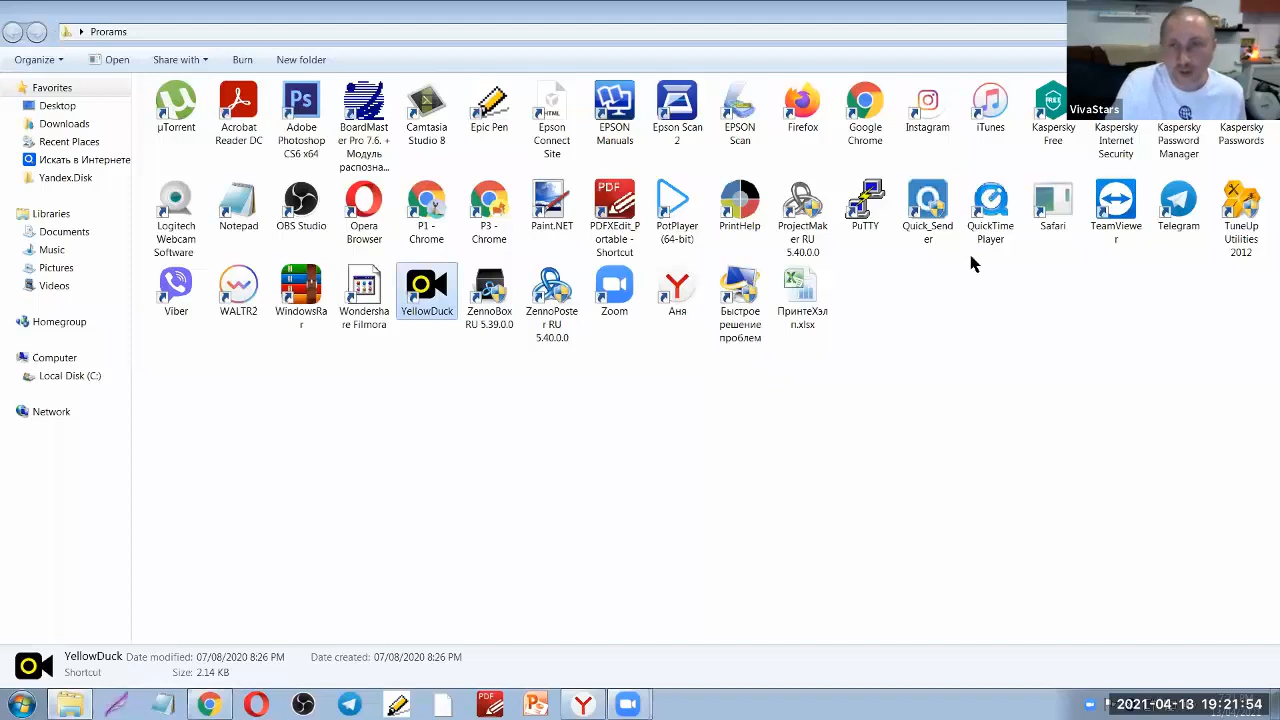 Prorams
Organize
Open
Share with
Burn
New folder
VivaStars
Favorites
Desktop
Downloads
Recent Places
Искать в Интернете
Yandex.Disk
Libraries
Documents
Music
Pictures
Videos
Homegroup
Computer
Local Disk (C:)
Network
µTorrent
Acrobat
Reader DC
Adobe
Photoshop
CS6 x64
BoardMast
er Pro 7.6. +
Модуль
распозна...
Camtasia
Studio 8
Epic Pen
Epson
Connect
Site
EPSON
Manuals
Epson Scan
2
EPSON
Scan
Firefox
Google
Chrome
Instagram
iTunes
Kaspersky
Free
Kaspersky
Internet
Security
Kaspersky
Password
Manager
Kaspersky
Passwords
Logitech
Webcam
Software
Notepad
OBS Studio
Opera
Browser
P1 -
Chrome
P3 -
Chrome
Paint.NET
PDFXEdit_P
ortable -
Shortcut
PotPlayer
(64-bit)
PrintHelp
ProjectMak
er RU
5.40.0.0
PuTTY
Quick_Send
er
QuickTime
Player
Safari
TeamViewe
r
Telegram
TuneUp
Utilities
2012
Viber
WALTR2
WindowsRa
r
Wondersha
re Filmora
YellowDuck
ZennoBox
RU 5.39.0.0
ZennoPoste
r RU
5.40.0.0
Zoom
Аня
Быстрое
решение
проблем
ПринтеХэл
п.xlsx
YellowDuck Date modified: 07/08/2020 8:26 PM Date created: 07/08/2020 8:26 PM
Shortcut Size: 2.14 KB
2021-04-13 19:21:54